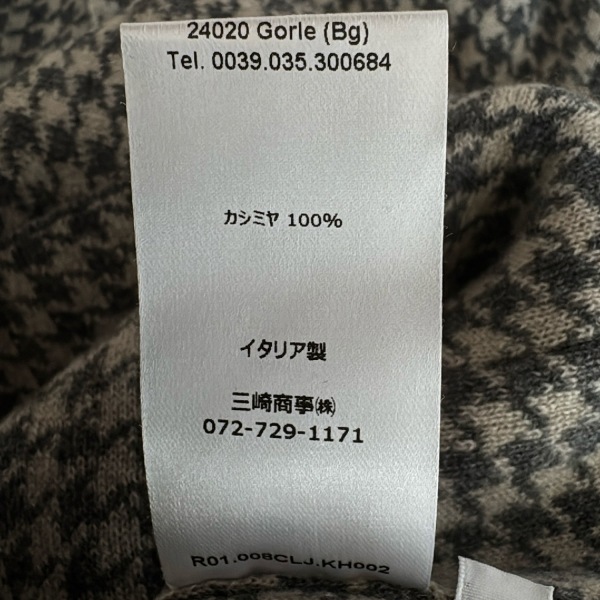 24020 Gorle (Bg)
Tel. 0039.035.300684
カシミヤ 100%
イタリア製
三崎商事㈱
072-729-1171
R01.008CLJ.KH002